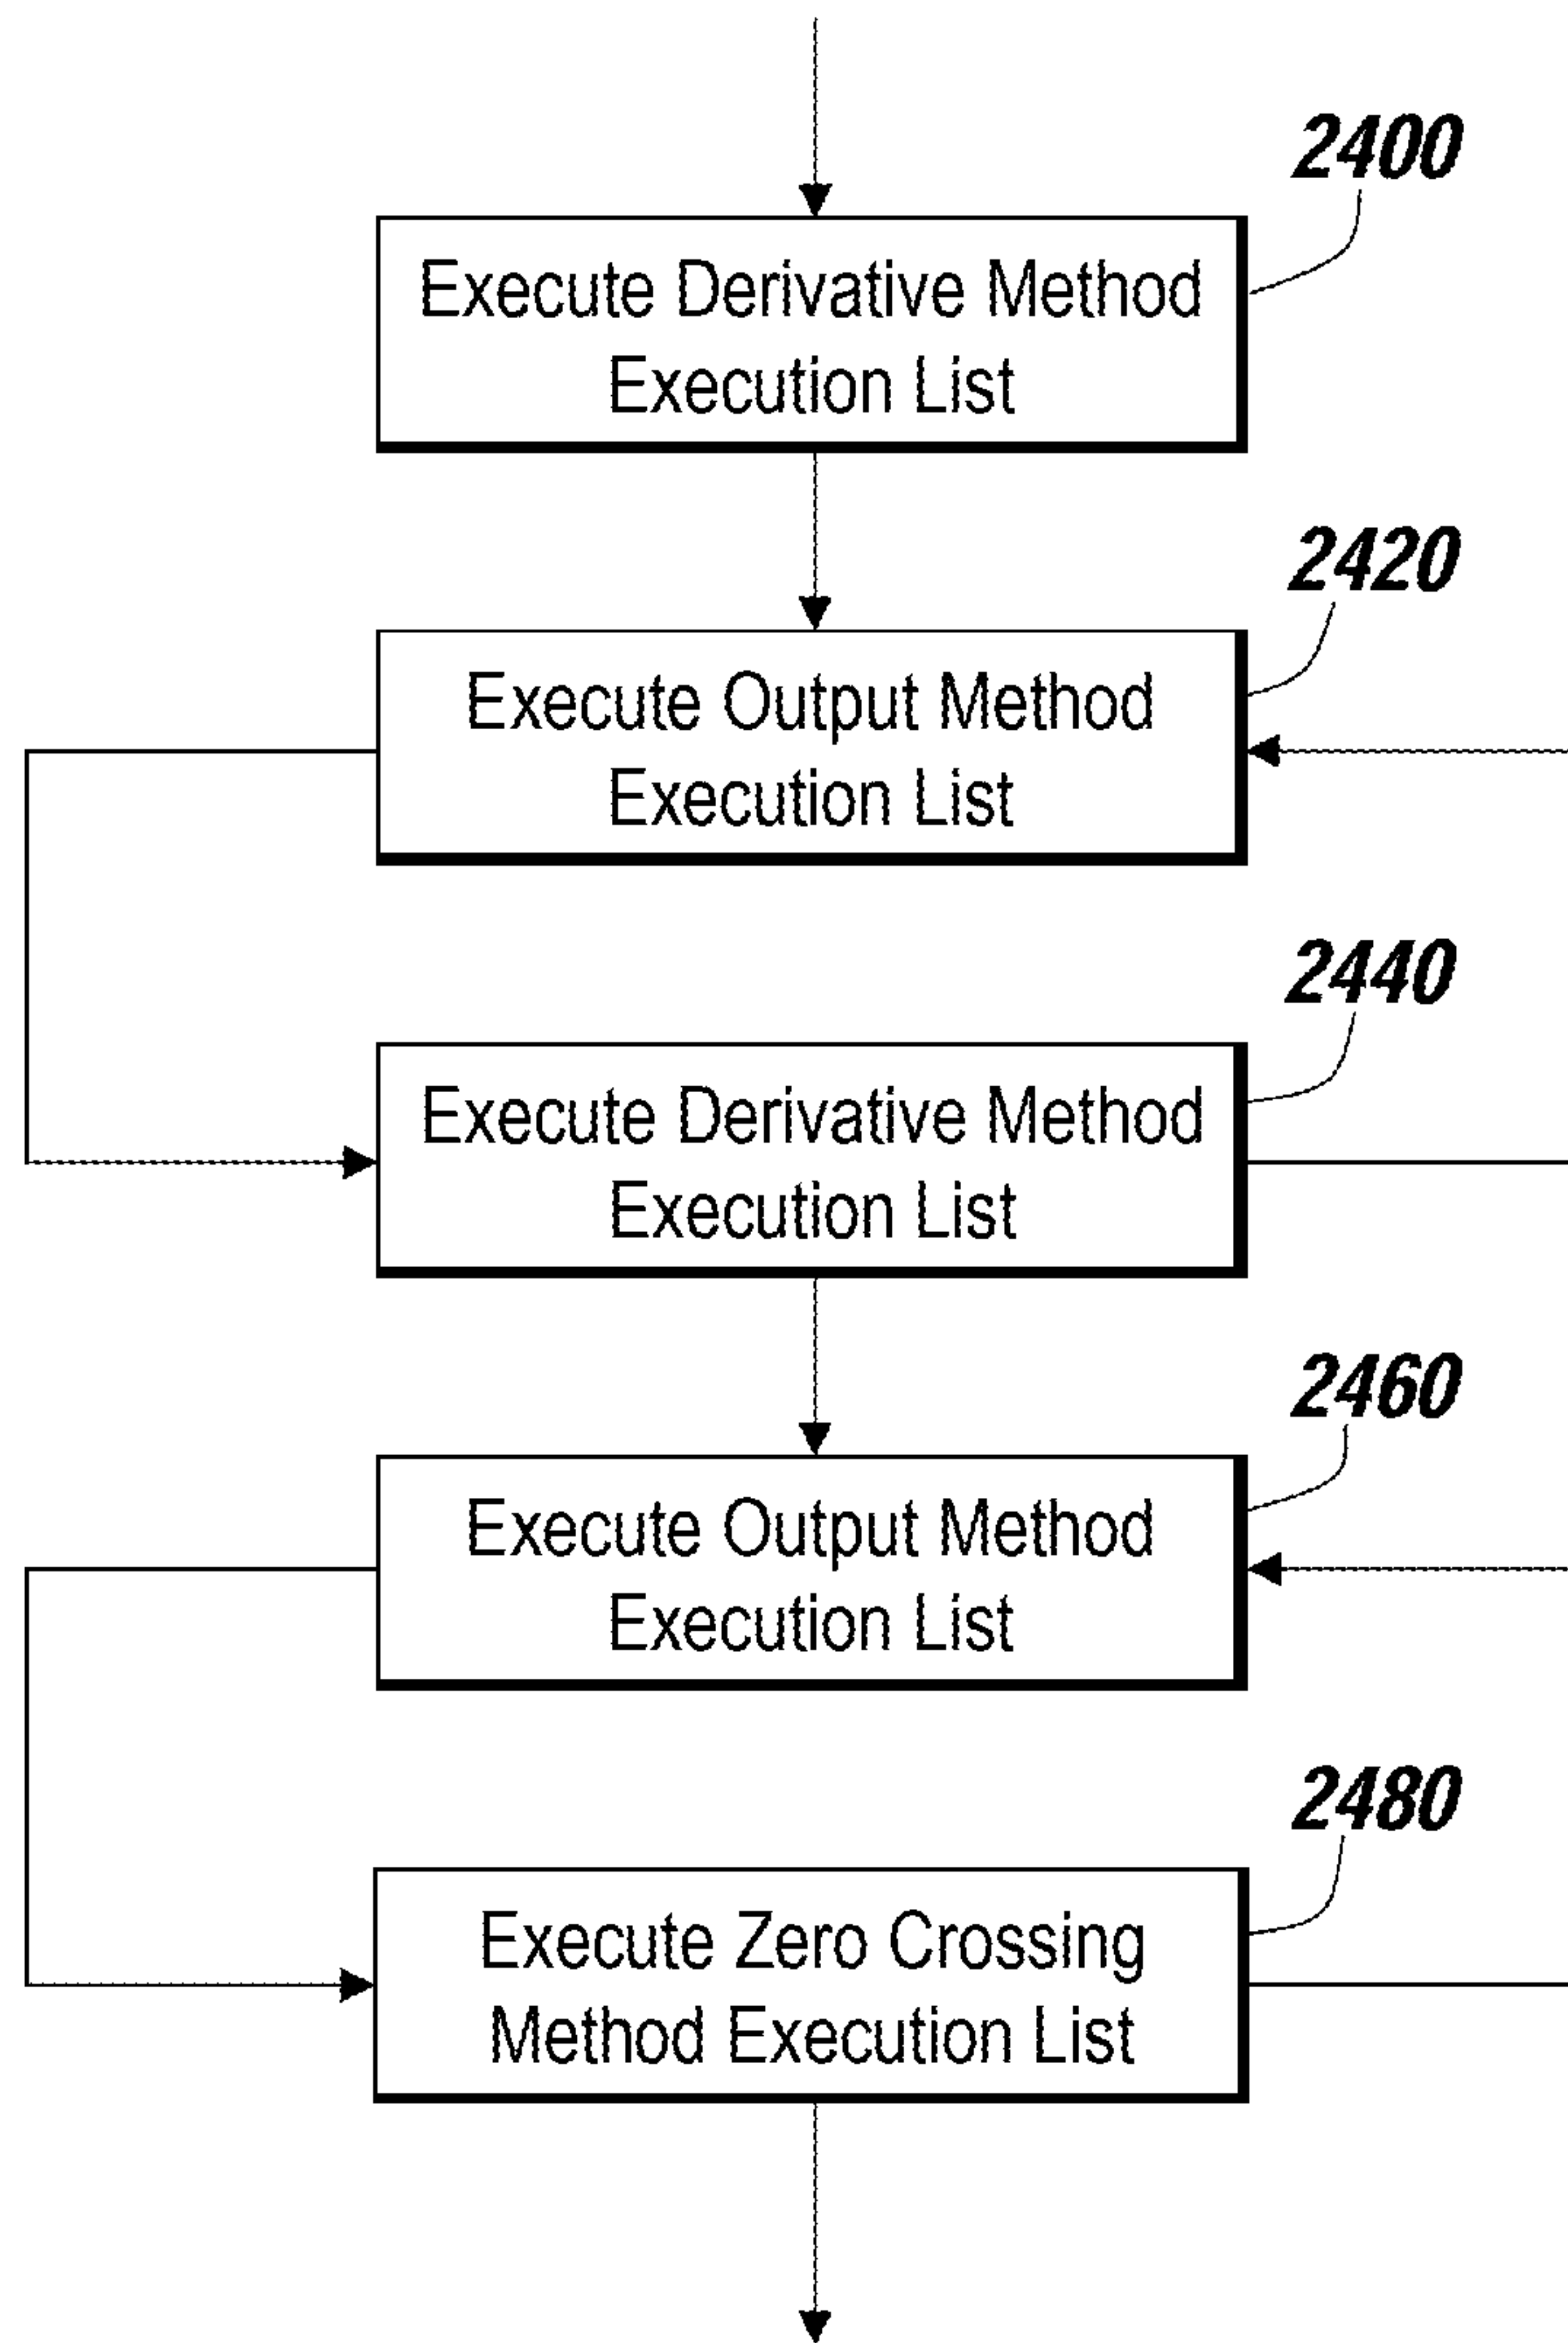 2400
Execute Derivative Method
Execution List
2420
Execute Output Method
Execution List
2440
Execute Derivative Method
Execution List
2460
Execute Output Method
Execution List
2480
Execute Zero Crossing
Method Execution List